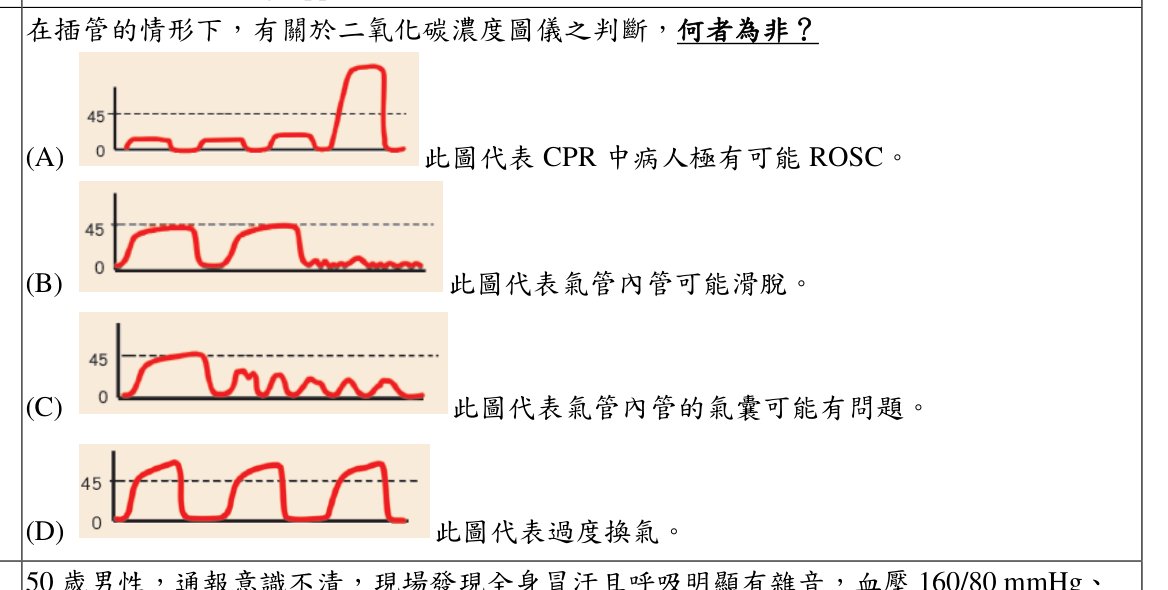 在插管的情形下，有關於二氧化碳濃度圖儀之判斷，何者為非？
45
0
(A) 此圖代表 CPR 中病人極有可能 ROSC。
45
0
(B) 此圖代表氣管內管可能滑脫。
45
0
(C) 此圖代表氣管內管的氣囊可能有問題。
45
0
(D) 此圖代表過度換氣。
50 歲男性，通報意識不清，現場發現全身冒汗且呼吸明顯有雜音，血壓 160/80 mmHg、